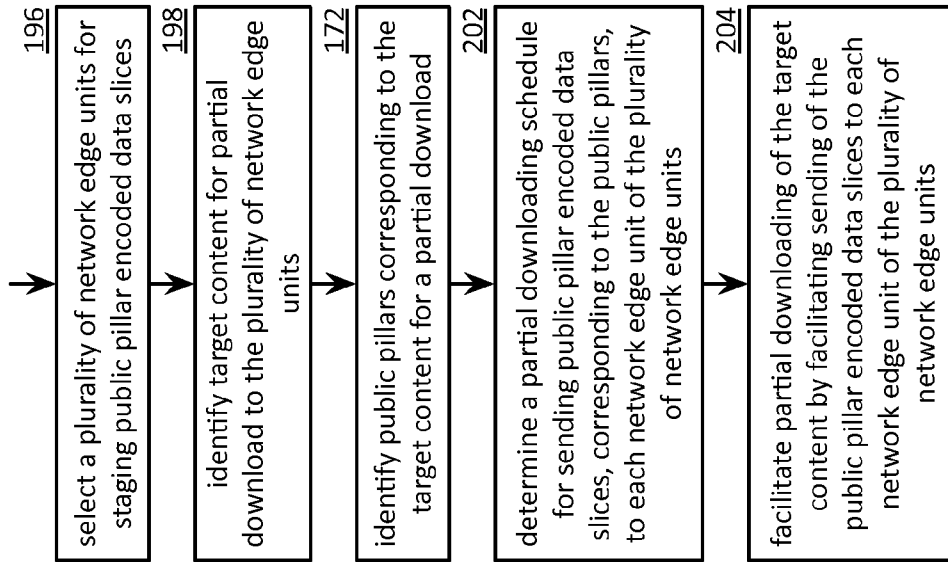 196
select a plurality of network edge units for
staging public pillar encoded data slices
198
identify target content for partial
download to the plurality of network edge
units
172
identify public pillars corresponding to the
target content for a partial download
202
determine a partial downloading schedule
for sending public pillar encoded data
slices, corresponding to the public pillars,
to each network edge unit of the plurality
of network edge units
204
facilitate partial downloading of the target
content by facilitating sending of the
public pillar encoded data slices to each
network edge unit of the plurality of
network edge units